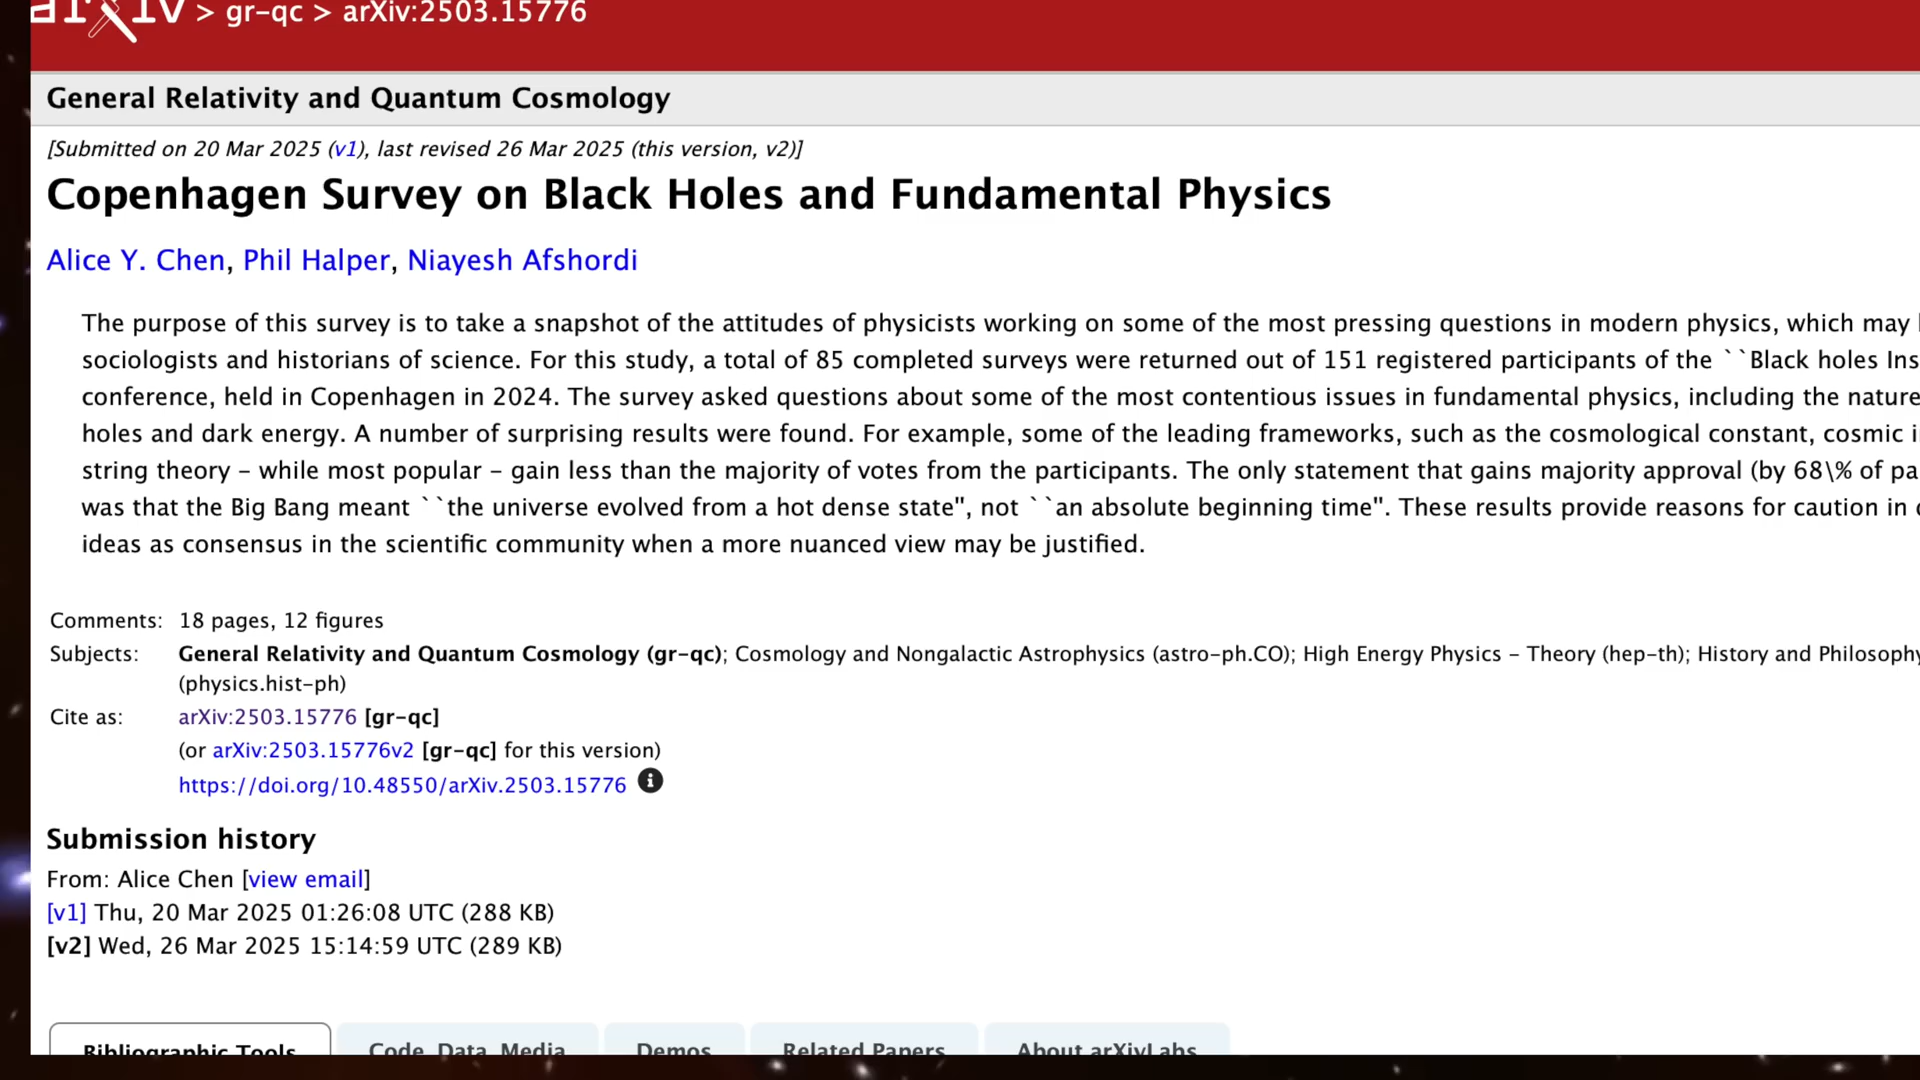 arXiv > gr-qc > arXiv:2503.15776
General Relativity and Quantum Cosmology
[Submitted on 20 Mar 2025 (v1), last revised 26 Mar 2025 (this version, v2)]
Copenhagen Survey on Black Holes and Fundamental Physics
Alice Y. Chen, Phil Halper, Niayesh Afshordi
The purpose of this survey is to take a snapshot of the attitudes of physicists working on some of the most pressing questions in modern physics, which may
sociologists and historians of science. For this study, a total of 85 completed surveys were returned out of 151 registered participants of the ``Black holes Ins
conference, held in Copenhagen in 2024. The survey asked questions about some of the most contentious issues in fundamental physics, including the nature
holes and dark energy. A number of surprising results were found. For example, some of the leading frameworks, such as the cosmological constant, cosmic i
string theory – while most popular – gain less than the majority of votes from the participants. The only statement that gains majority approval (by 68\% of pa
was that the Big Bang meant ``the universe evolved from a hot dense state", not ``an absolute beginning time". These results provide reasons for caution in
ideas as consensus in the scientific community when a more nuanced view may be justified.
Comments: 18 pages, 12 figures
Subjects: General Relativity and Quantum Cosmology (gr-qc); Cosmology and Nongalactic Astrophysics (astro-ph.CO); High Energy Physics – Theory (hep-th); History and Philosophy
(physics.hist-ph)
Cite as: arXiv:2503.15776 [gr-qc]
(or arXiv:2503.15776v2 [gr-qc] for this version)
https://doi.org/10.48550/arXiv.2503.15776
Submission history
From: Alice Chen [view email]
[v1] Thu, 20 Mar 2025 01:26:08 UTC (288 KB)
[v2] Wed, 26 Mar 2025 15:14:59 UTC (289 KB)
Bibliographic Tools Code, Data, Media Demos Related Papers About arXivLabs